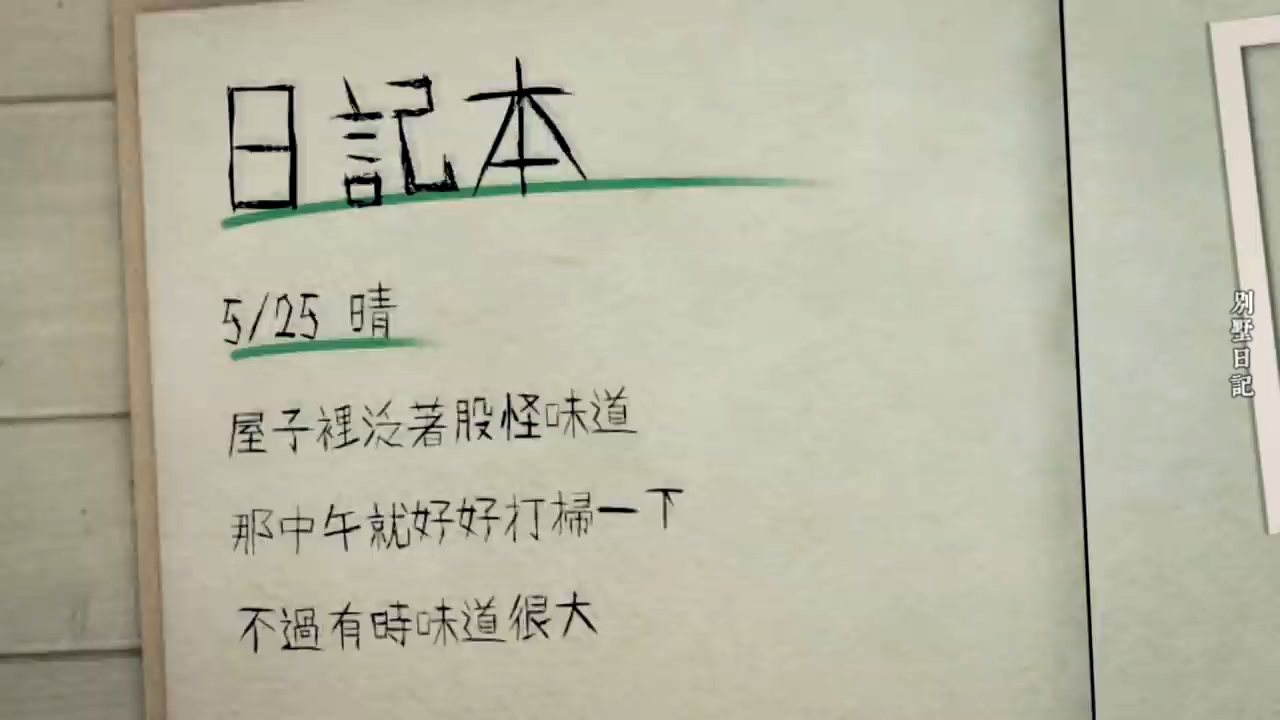 日記本
5/25 晴
屋子裡泛著股怪味道
那中午就好好打掃一下
不過有時味道很大
別墅日記